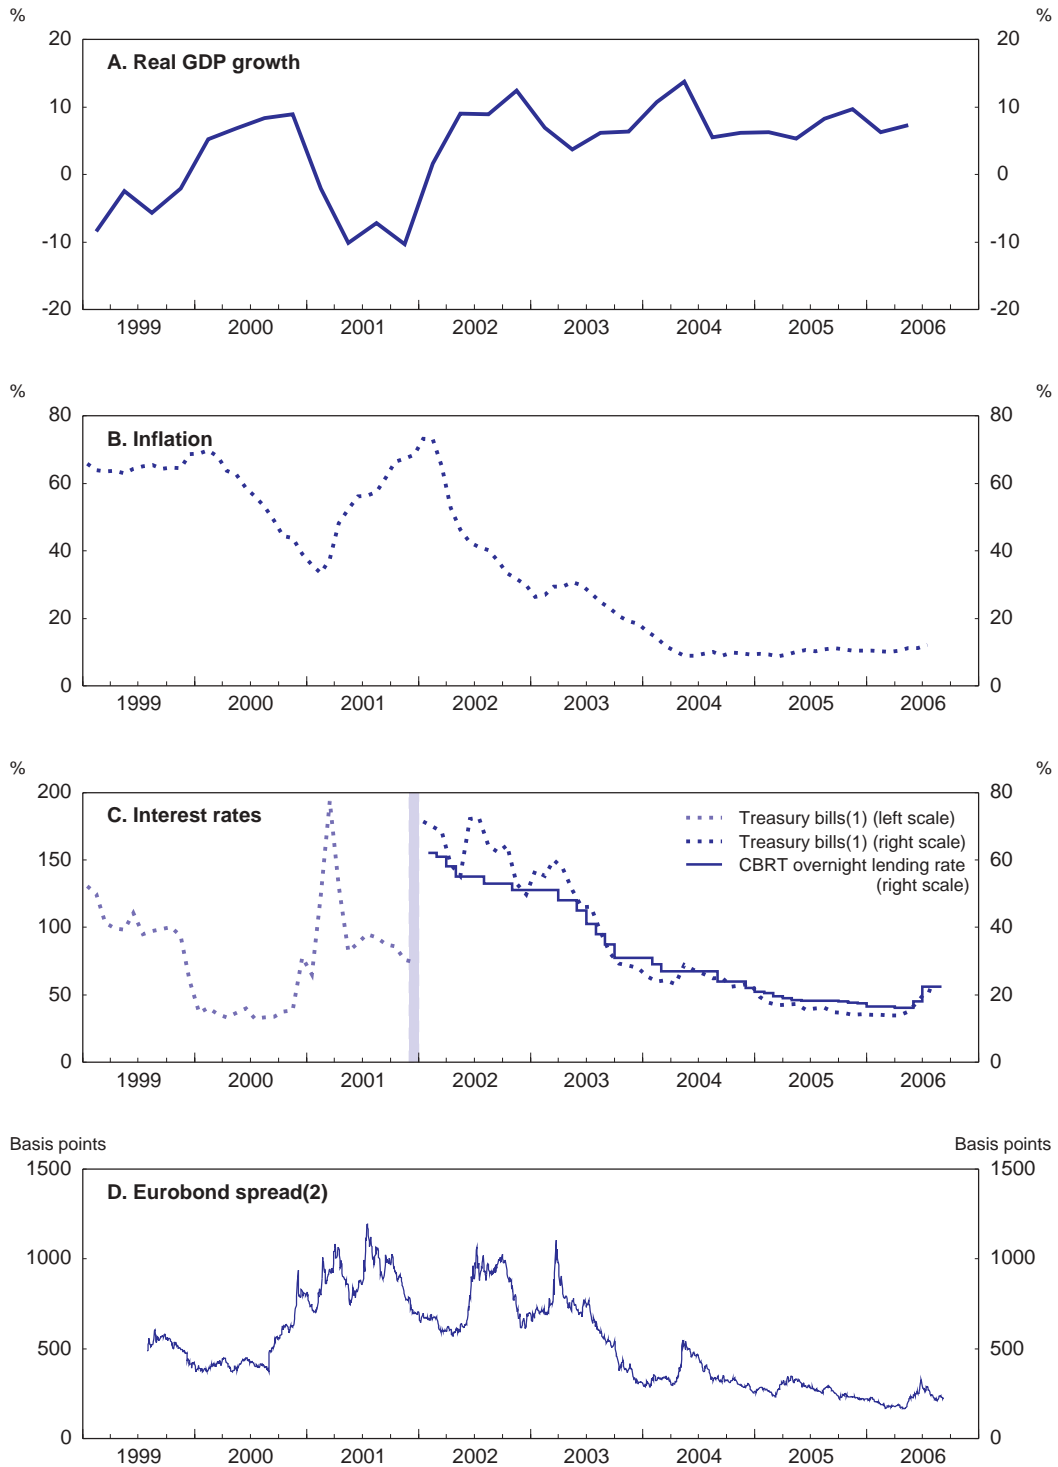 % %
A. Real GDP growth
20 20
10 10
0 0
-10 -10
-20 -20
1999 2000 2001 2002 2003 2004 2005 2006
% %
B. Inflation
80 80
60 60
40 40
20 20
0 0
1999 2000 2001 2002 2003 2004 2005 2006
% %
C. Interest rates
200 80
150 60
100 40
50 20
0 0
Treasury bills(1) (left scale)
Treasury bills(1) (right scale)
CBRT overnight lending rate
(right scale)
1999 2000 2001 2002 2003 2004 2005 2006
Basis points Basis points
D. Eurobond spread(2)
1500 1500
1000 1000
500 500
0 0
1999 2000 2001 2002 2003 2004 2005 2006